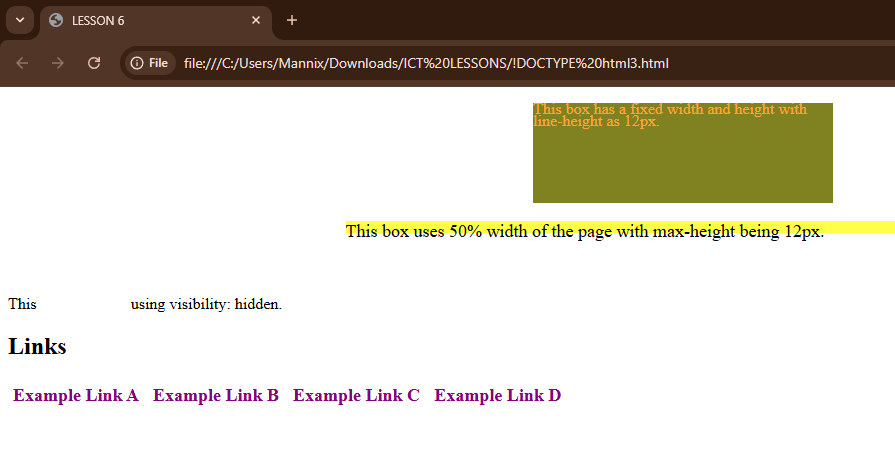 LESSON 6
File
file:///C:/Users/Mannix/Downloads/ICT%20LESSONS/!DOCTYPE%20html3.html
This box has a fixed width and height with
line-height as 12px.
This box uses 50% width of the page with max-height being 12px.
This using visibility: hidden.
Links
Example Link A Example Link B Example Link C Example Link D